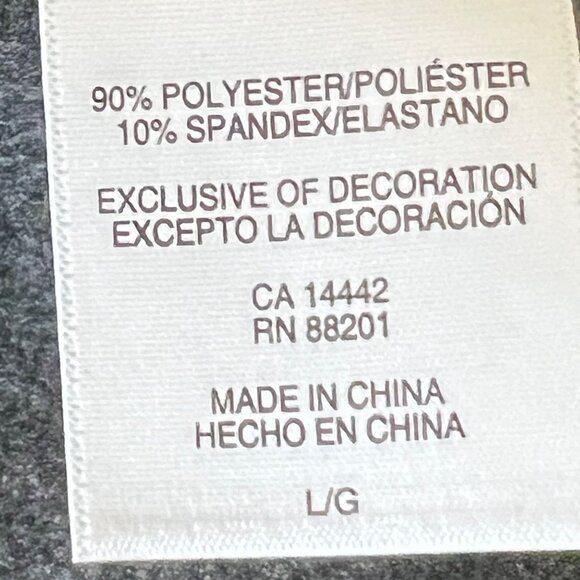 90% POLYESTER/POLIÉSTER
10% SPANDEX/ELASTANO
EXCLUSIVE OF DECORATION
EXCEPTO LA DECORACIÓN
CA 14442
RN 88201
MADE IN CHINA
HECHO EN CHINA
L/G